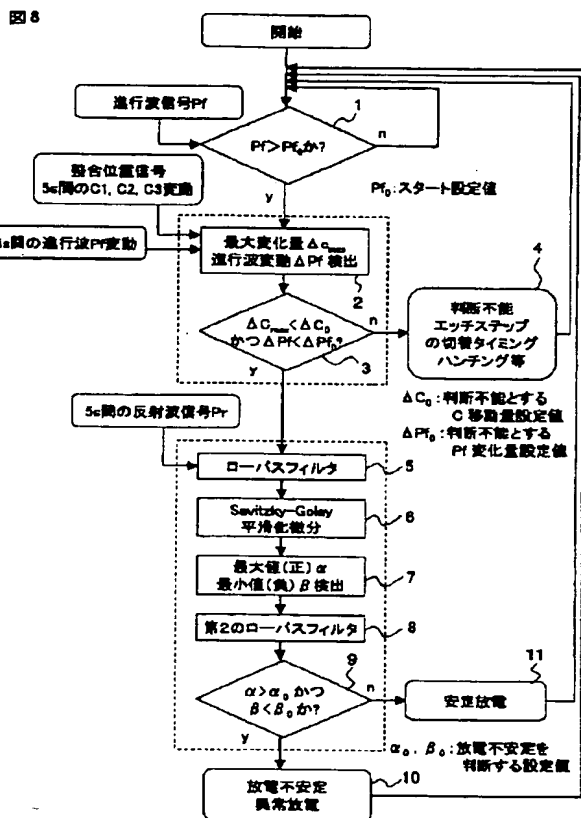 図8
開始
進行波信号Pf
1
Pf>Pf₀か?
n
y
Pf₀:スタート設定値
整合位置信号
5s間のC1, C2, C3変動
s間の進行波Pf変動
最大変化量ΔCmax
進行波変動ΔPf検出
2
ΔCmax<ΔC₀
かつΔPf<ΔPf₀?
n
3
y
4
判断不能
エッチステップ
の切替タイミング
ハンチング等
ΔC₀:判断不能とする
C移動量設定値
ΔPf₀:判断不能とする
Pf変化量設定値
5s間の反射波信号Pr
ローパスフィルタ
5
Savitzky-Golay
平滑化微分
6
最大値(正)α
最小値(負)β検出
7
第2のローパスフィルタ
8
9
α>α₀かつ
β<β₀か?
n
y
11
安定放電
α₀, β₀:放電不安定を
判断する設定値
放電不安定
異常放電
10